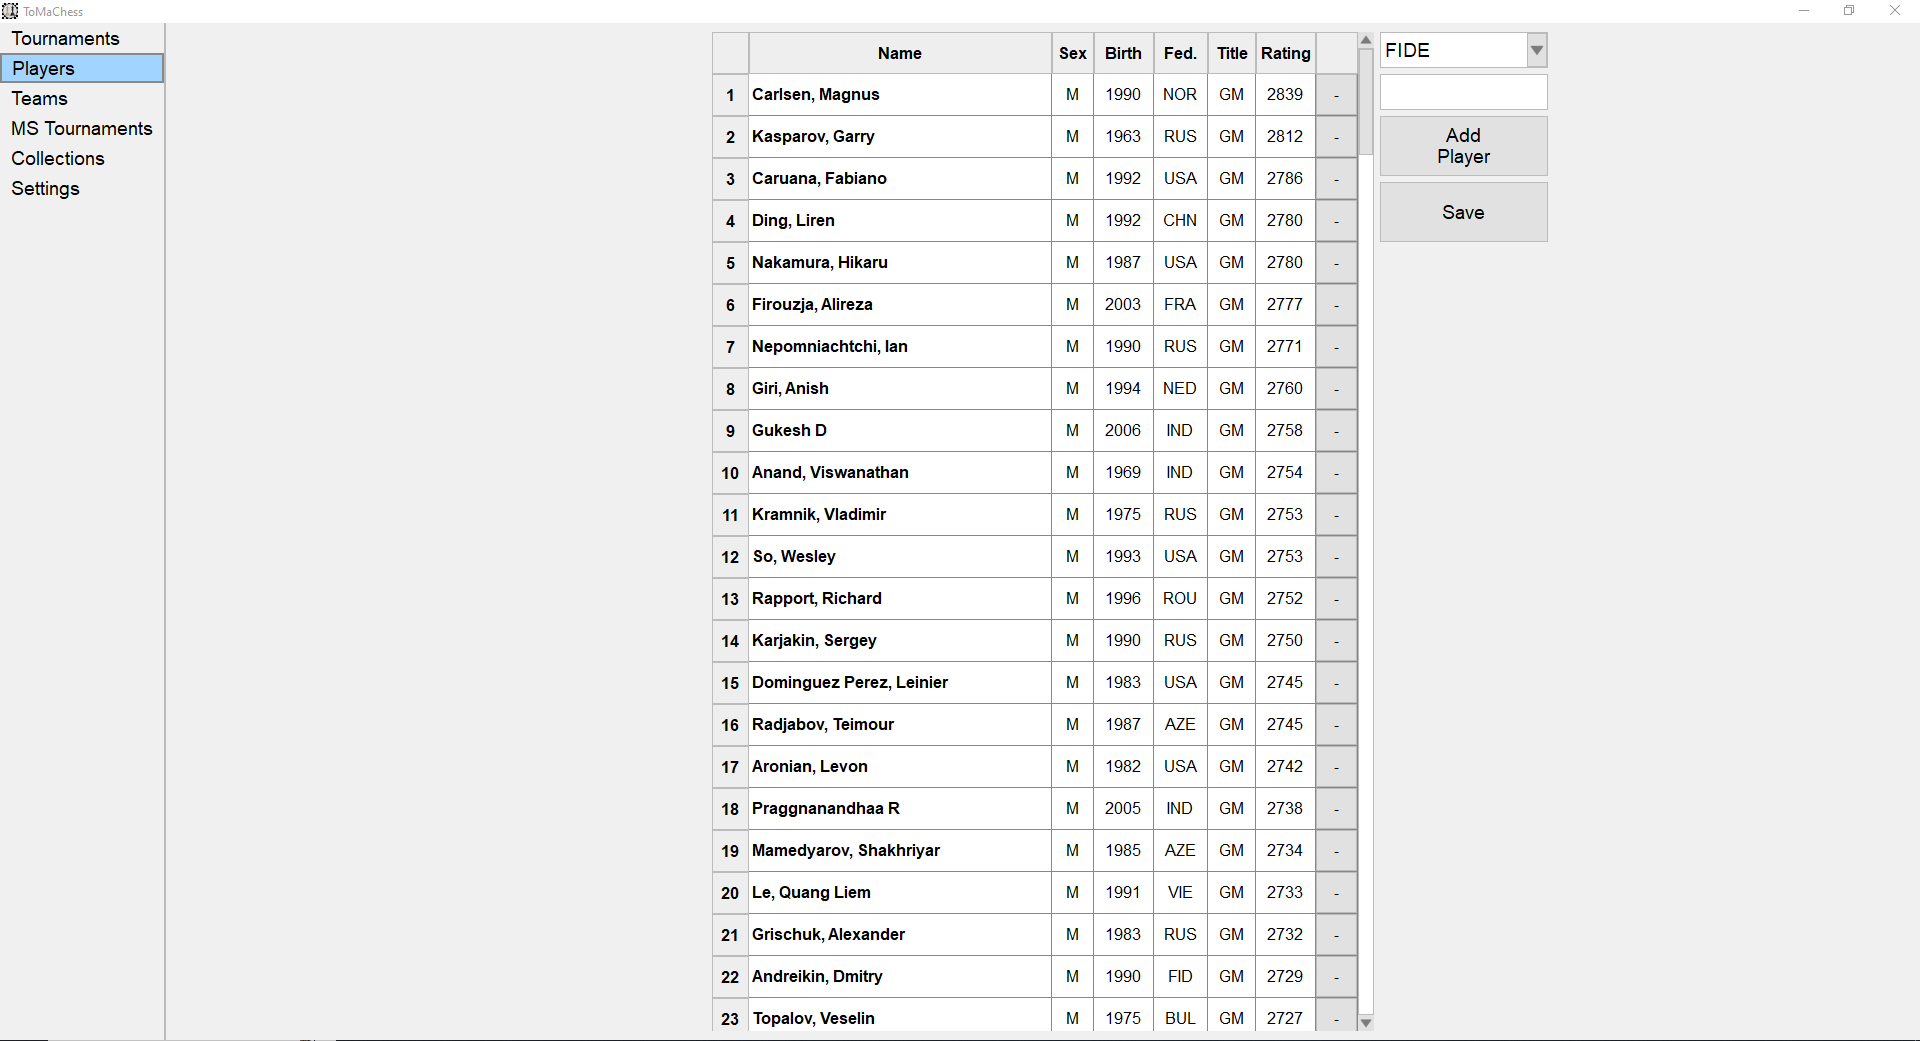 ToMaChess
Tournaments
Players
Teams
MS Tournaments
Collections
Settings
Name Sex Birth Fed. Title Rating
1 Carlsen, Magnus M 1990 NOR GM 2839 -
2 Kasparov, Garry M 1963 RUS GM 2812 -
3 Caruana, Fabiano M 1992 USA GM 2786 -
4 Ding, Liren M 1992 CHN GM 2780 -
5 Nakamura, Hikaru M 1987 USA GM 2780 -
6 Firouzja, Alireza M 2003 FRA GM 2777 -
7 Nepomniachtchi, Ian M 1990 RUS GM 2771 -
8 Giri, Anish M 1994 NED GM 2760 -
9 Gukesh D M 2006 IND GM 2758 -
10 Anand, Viswanathan M 1969 IND GM 2754 -
11 Kramnik, Vladimir M 1975 RUS GM 2753 -
12 So, Wesley M 1993 USA GM 2753 -
13 Rapport, Richard M 1996 ROU GM 2752 -
14 Karjakin, Sergey M 1990 RUS GM 2750 -
15 Dominguez Perez, Leinier M 1983 USA GM 2745 -
16 Radjabov, Teimour M 1987 AZE GM 2745 -
17 Aronian, Levon M 1982 USA GM 2742 -
18 Praggnanandhaa R M 2005 IND GM 2738 -
19 Mamedyarov, Shakhriyar M 1985 AZE GM 2734 -
20 Le, Quang Liem M 1991 VIE GM 2733 -
21 Grischuk, Alexander M 1983 RUS GM 2732 -
22 Andreikin, Dmitry M 1990 FID GM 2729 -
23 Topalov, Veselin M 1975 BUL GM 2727 -
FIDE
Add
Player
Save